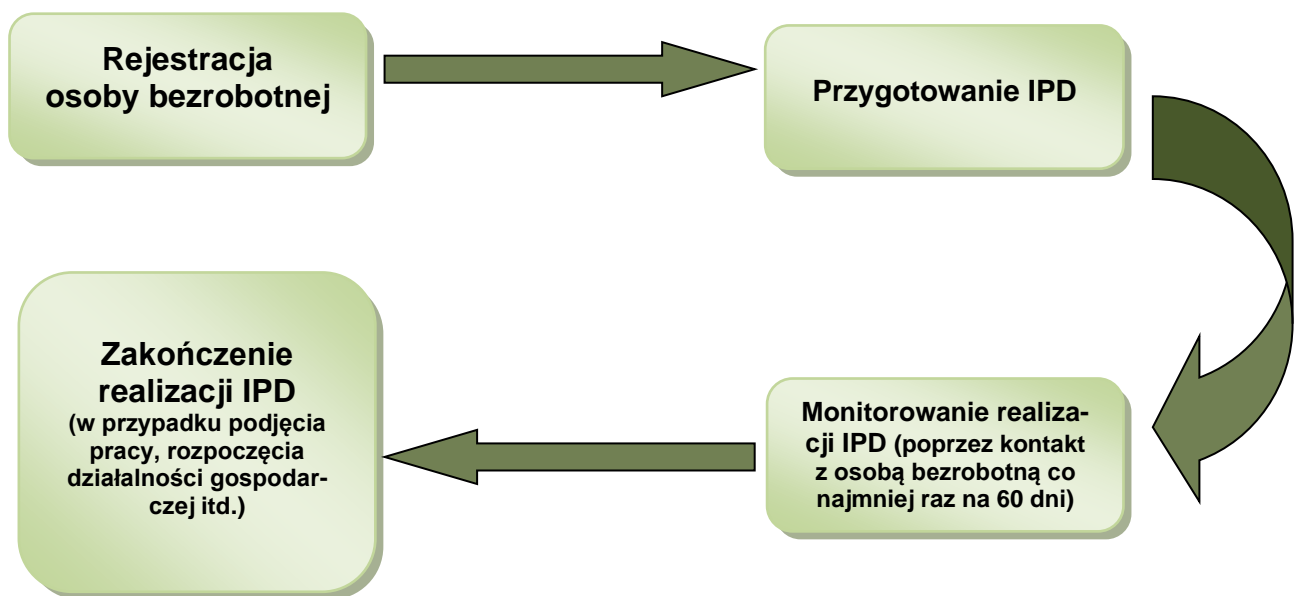 Rejestracja
osoby bezrobotnej
Przygotowanie IPD
Monitorowanie realiza-
cji IPD (poprzez kontakt
z osobą bezrobotną co
najmniej raz na 60 dni)
Zakończenie
realizacji IPD
(w przypadku podjęcia
pracy, rozpoczęcia
działalności gospodar-
czej itd.)